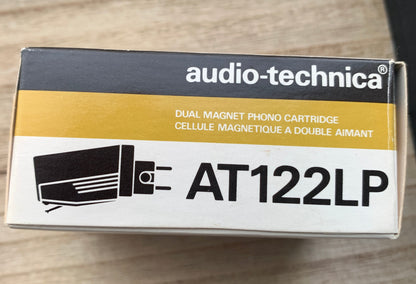 audio-technica®
DUAL MAGNET PHONO CARTRIDGE
CELLULE MAGNETIQUE A DOUBLE AIMANT
AT122LP